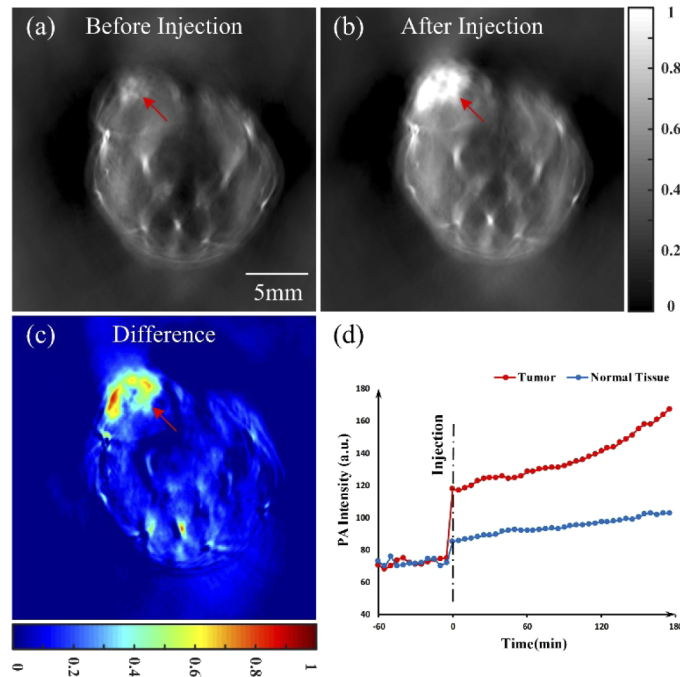 (a) Before Injection
(b) After Injection
5mm
1
0.8
0.6
0.4
0.2
0
(c) Difference
0
0.2
0.4
0.6
0.8
1
(d)
Tumor
Normal Tissue
Injection
PA Intensity (a.u.)
180
160
140
120
100
80
60
40
-60
0
60
120
180
Time(min)